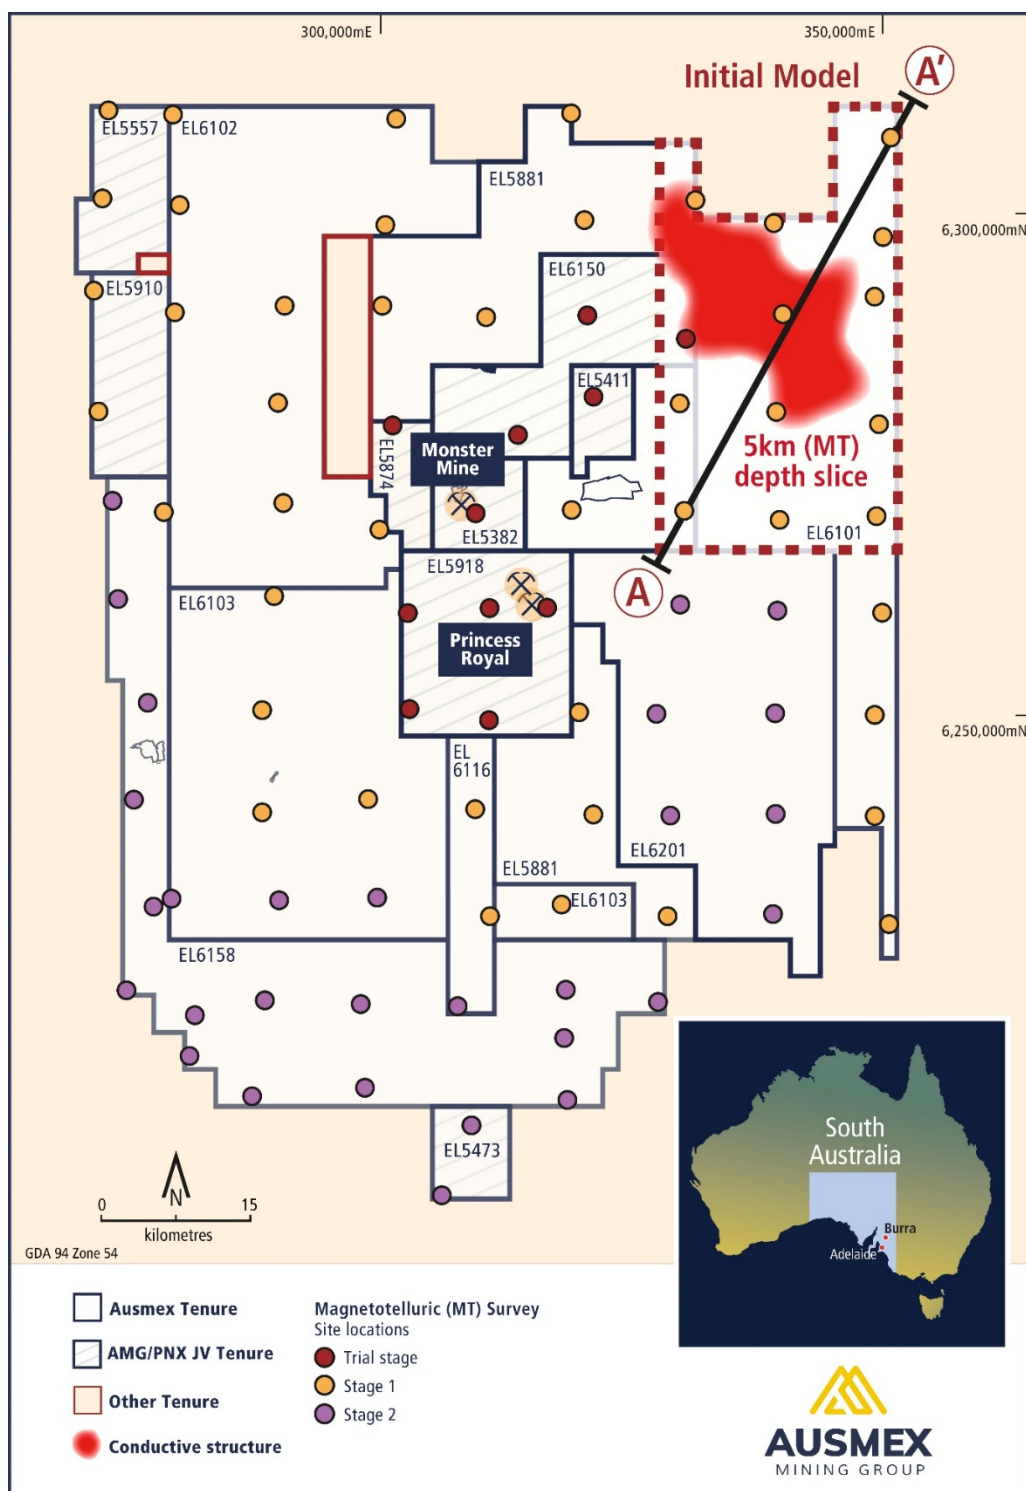 300,000mE
350,000mE
Initial Model
A'
EL5557
EL6102
EL5881
6,300,000mN
EL6150
EL5910
EL5411
Monster
Mine
EL5874
5km (MT)
depth slice
EL5382
EL6101
EL5918
A
EL6103
Princess
Royal
6,250,000mN
EL
6116
EL6201
EL5881
EL6103
EL6158
EL5473
N
0
15
kilometres
GDA 94 Zone 54
South
Australia
Burra
Adelaide
Ausmex Tenure
AMG/PNX JV Tenure
Other Tenure
Conductive structure
Magnetotelluric (MT) Survey
Site locations
Trial stage
Stage 1
Stage 2
AUSMEX
MINING GROUP